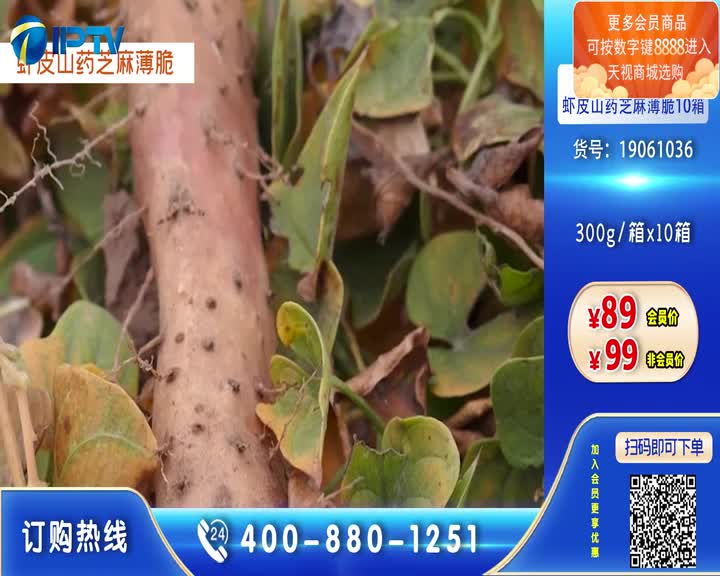 IPTV
虾皮山药芝麻薄脆
更多会员商品
可按数字键8888进入
天视商城选购
虾皮山药芝麻薄脆10箱
货号：19061036
300g/箱x10箱
¥89 会员价
¥99 非会员价
加入会员更享优惠
扫码即可下单
订购热线
24
400-880-1251